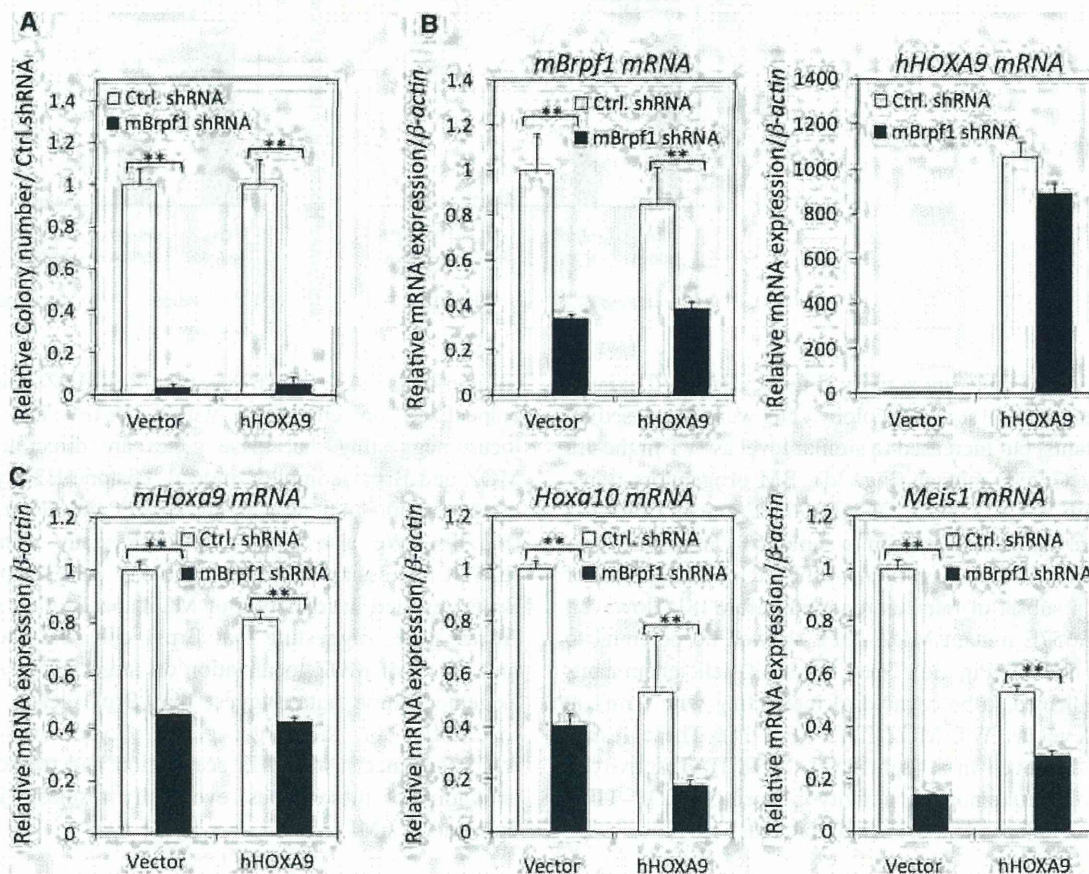 A
Relative Colony number/ Ctrl.shRNA
1.4
1.2
1
0.8
0.6
0.4
0.2
0
Ctrl. shRNA
mBrpf1 shRNA
**
**
Vector
hHOXA9
B
mBrpf1 mRNA
Relative mRNA expression/β-actin
1.4
1.2
1
0.8
0.6
0.4
0.2
0
Ctrl. shRNA
mBrpf1 shRNA
**
**
Vector
hHOXA9
hHOXA9 mRNA
Relative mRNA expression/β-actin
1400
1200
1000
800
600
400
200
0
Ctrl. shRNA
mBrpf1 shRNA
Vector
hHOXA9
C
mHoxa9 mRNA
Relative mRNA expression/β-actin
1.2
1
0.8
0.6
0.4
0.2
0
Ctrl. shRNA
mBrpf1 shRNA
**
**
Vector
hHOXA9
Hoxa10 mRNA
Relative mRNA expression/β-actin
1.2
1
0.8
0.6
0.4
0.2
0
Ctrl. shRNA
mBrpf1 shRNA
**
**
Vector
hHOXA9
Meis1 mRNA
Relative mRNA expression/β-actin
1.2
1
0.8
0.6
0.4
0.2
0
Ctrl. shRNA
mBrpf1 shRNA
**
**
Vector
hHOXA9